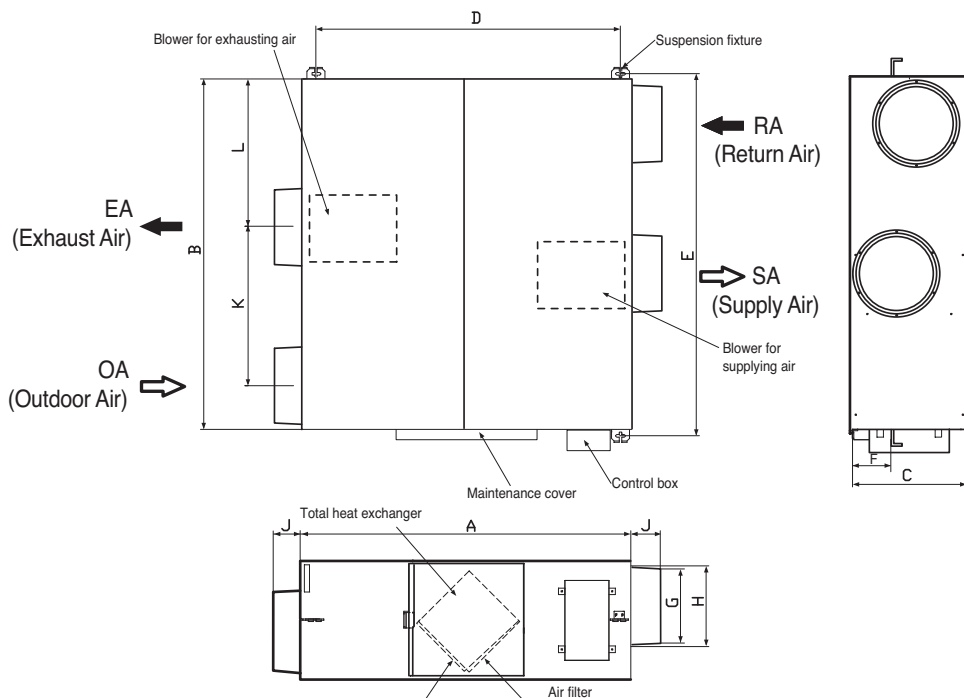 D
Blower for exhausting air
Suspension fixture
L
RA
(Return Air)
EA
(Exhaust Air)
B
E
SA
(Supply Air)
K
Blower for
supplying air
OA
(Outdoor Air)
F
C
Control box
Maintenance cover
Total heat exchanger
J
A
J
G
H
Air filter